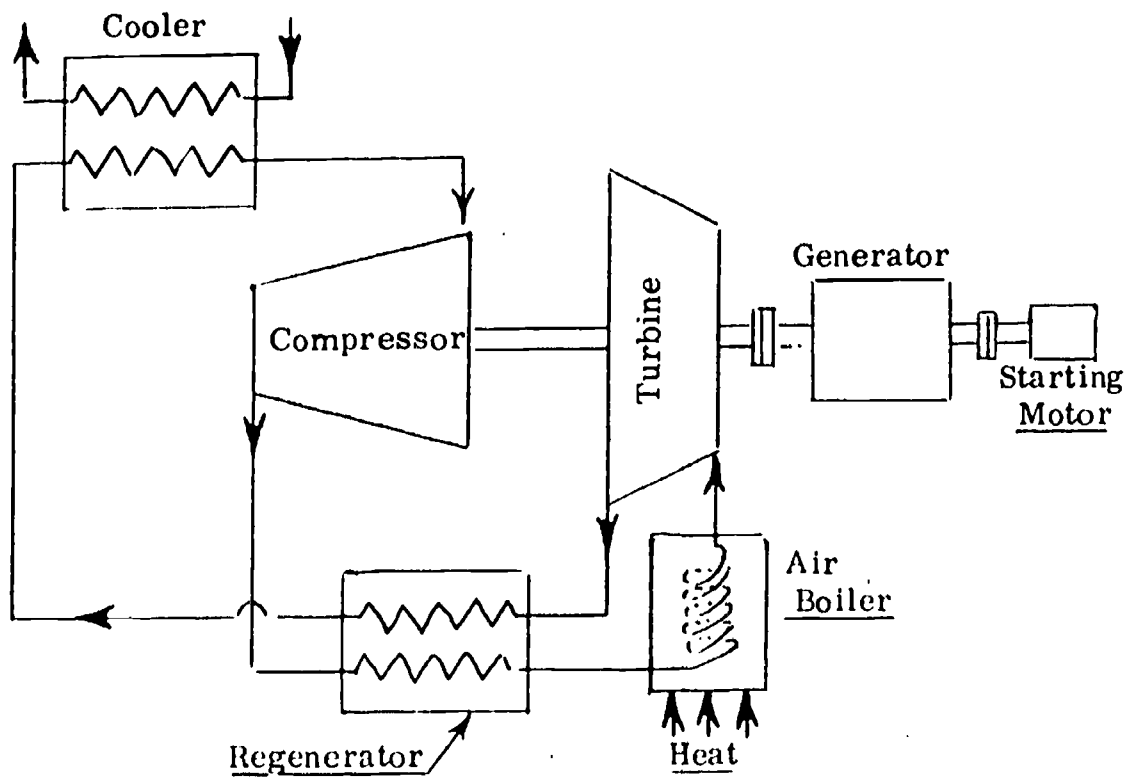 Cooler
Generator
Compressor
Turbine
Starting
Motor
Air
Boiler
Regenerator
Heat